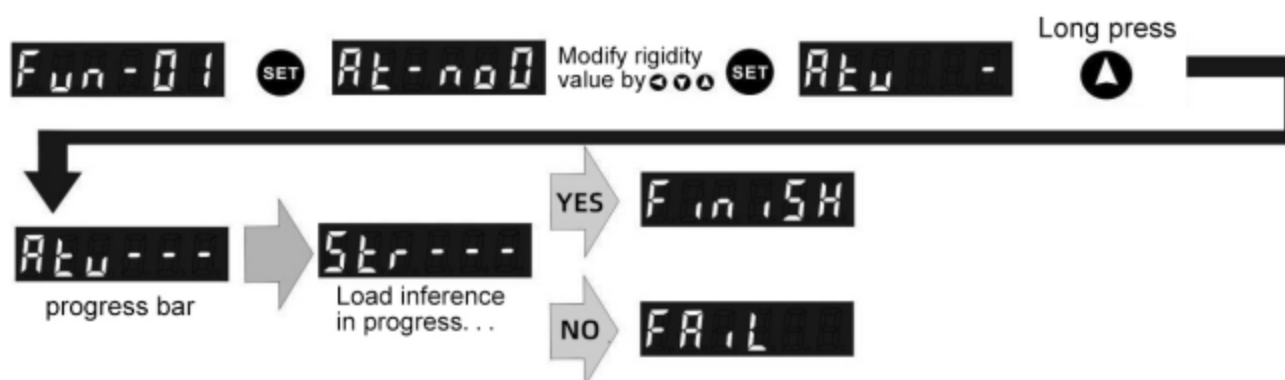 Long press
Fun-01
SET
At-no0
Modify rigidity
value by
SET
Atu -
Atu---
progress bar
Str---
Load inference
in progress...
YES
FiniSH
NO
FAiL